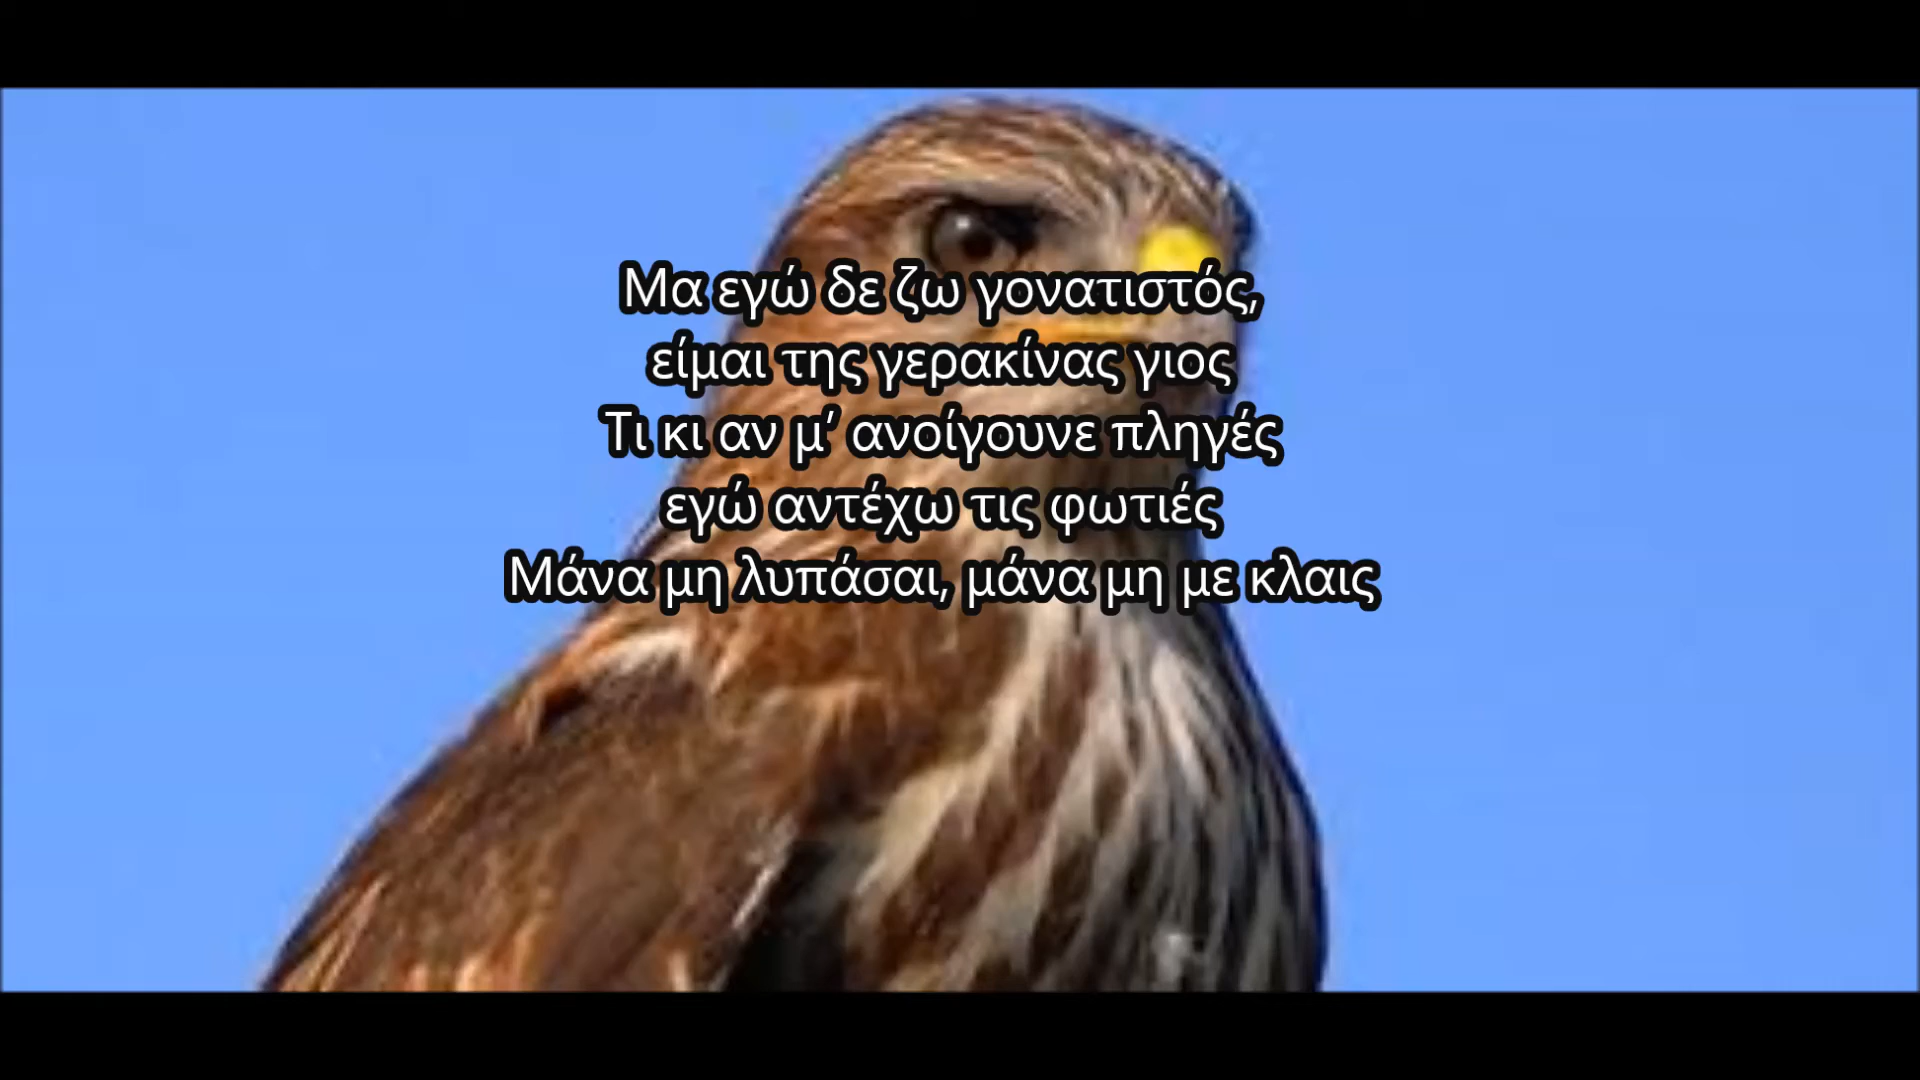 Μα εγώ δε ζω γονατιστός,
είμαι της γερακίνας γιος
Τι κι αν μ’ ανοίγουνε πληγές
εγώ αντέχω τις φωτιές
Μάνα μη λυπάσαι, μάνα μη με κλαις